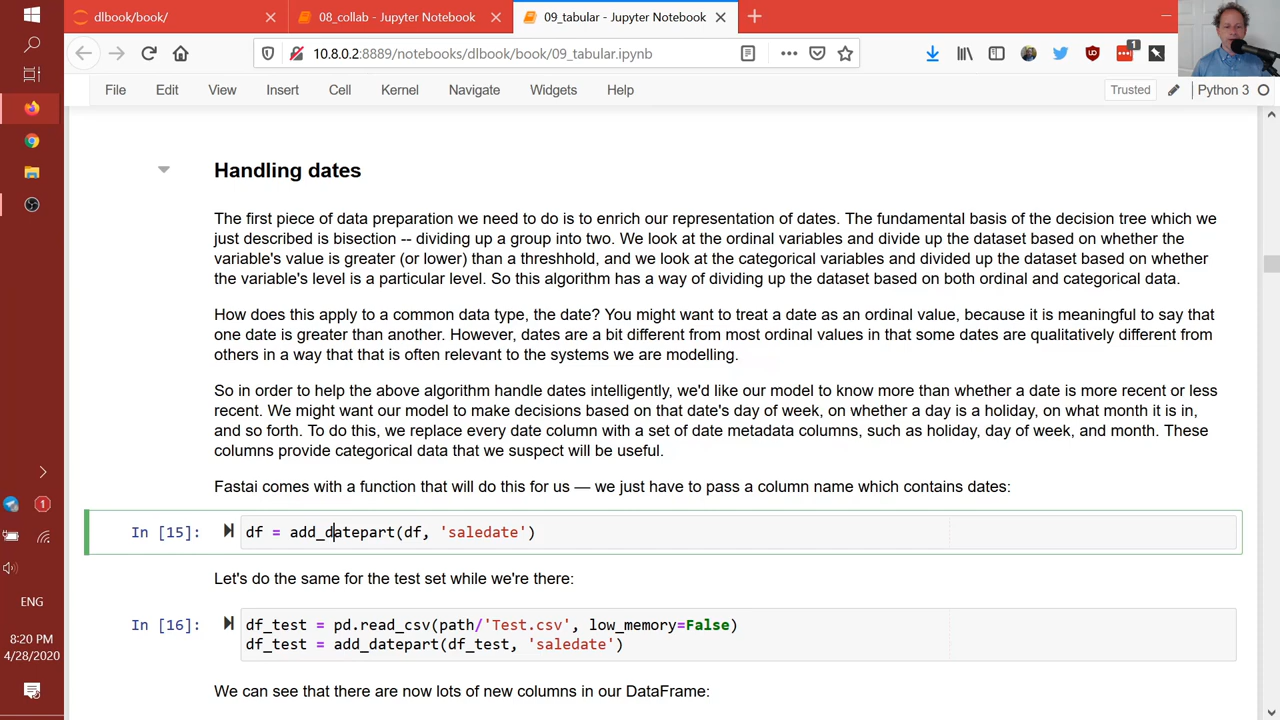 dlbook/book/
08_collab - Jupyter Notebook
09_tabular - Jupyter Notebook
10.8.0.2:8889/notebooks/dlbook/book/09_tabular.ipynb
1
File Edit View Insert Cell Kernel Navigate Widgets Help
Trusted
Python 3
Handling dates
The first piece of data preparation we need to do is to enrich our representation of dates. The fundamental basis of the decision tree which we
just described is bisection -- dividing up a group into two. We look at the ordinal variables and divide up the dataset based on whether the
variable's value is greater (or lower) than a threshhold, and we look at the categorical variables and divided up the dataset based on whether
the variable's level is a particular level. So this algorithm has a way of dividing up the dataset based on both ordinal and categorical data.
How does this apply to a common data type, the date? You might want to treat a date as an ordinal value, because it is meaningful to say that
one date is greater than another. However, dates are a bit different from most ordinal values in that some dates are qualitatively different from
others in a way that that is often relevant to the systems we are modelling.
So in order to help the above algorithm handle dates intelligently, we'd like our model to know more than whether a date is more recent or less
recent. We might want our model to make decisions based on that date's day of week, on whether a day is a holiday, on what month it is in,
and so forth. To do this, we replace every date column with a set of date metadata columns, such as holiday, day of week, and month. These
columns provide categorical data that we suspect will be useful.
Fastai comes with a function that will do this for us — we just have to pass a column name which contains dates:
In [15]: df = add_datepart(df, 'saledate')
Let's do the same for the test set while we're there:
In [16]: df_test = pd.read_csv(path/'Test.csv', low_memory=False)
df_test = add_datepart(df_test, 'saledate')
We can see that there are now lots of new columns in our DataFrame:
1
ENG
8:20 PM
4/28/2020